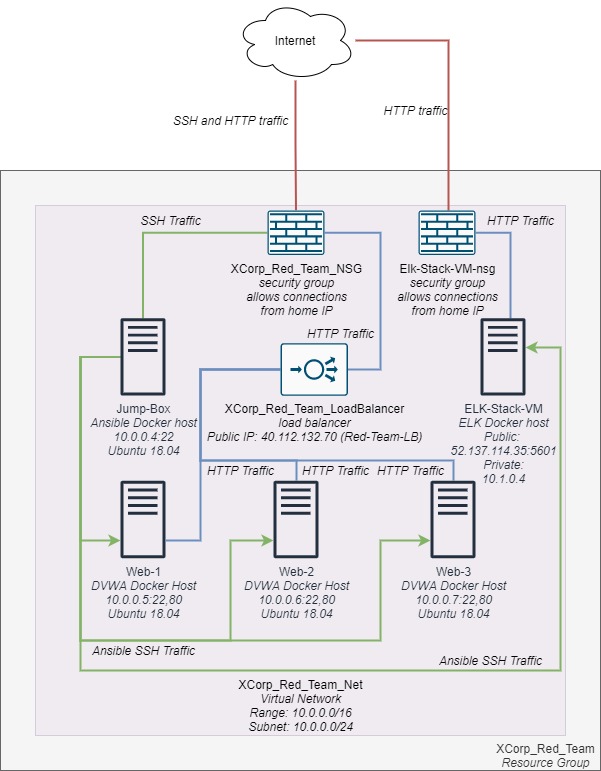 Internet
SSH and HTTP traffic
HTTP traffic
SSH Traffic
HTTP Traffic
XCorp_Red_Team_NSG
security group
allows connections
from home IP
Elk-Stack-VM-nsg
security group
allows connections
from home IP
HTTP Traffic
Jump-Box
Ansible Docker host
10.0.0.4:22
Ubuntu 18.04
XCorp_Red_Team_LoadBalancer
load balancer
Public IP: 40.112.132.70 (Red-Team-LB)
ELK-Stack-VM
ELK Docker host
Public:
52.137.114.35:5601
Private:
10.1.0.4
HTTP Traffic
HTTP Traffic
HTTP Traffic
Web-1
DVWA Docker Host
10.0.0.5:22,80
Ubuntu 18.04
Web-2
DVWA Docker Host
10.0.0.6:22,80
Ubuntu 18.04
Web-3
DVWA Docker Host
10.0.0.7:22,80
Ubuntu 18.04
Ansible SSH Traffic
Ansible SSH Traffic
XCorp_Red_Team_Net
Virtual Network
Range: 10.0.0.0/16
Subnet: 10.0.0.0/24
XCorp_Red_Team
Resource Group